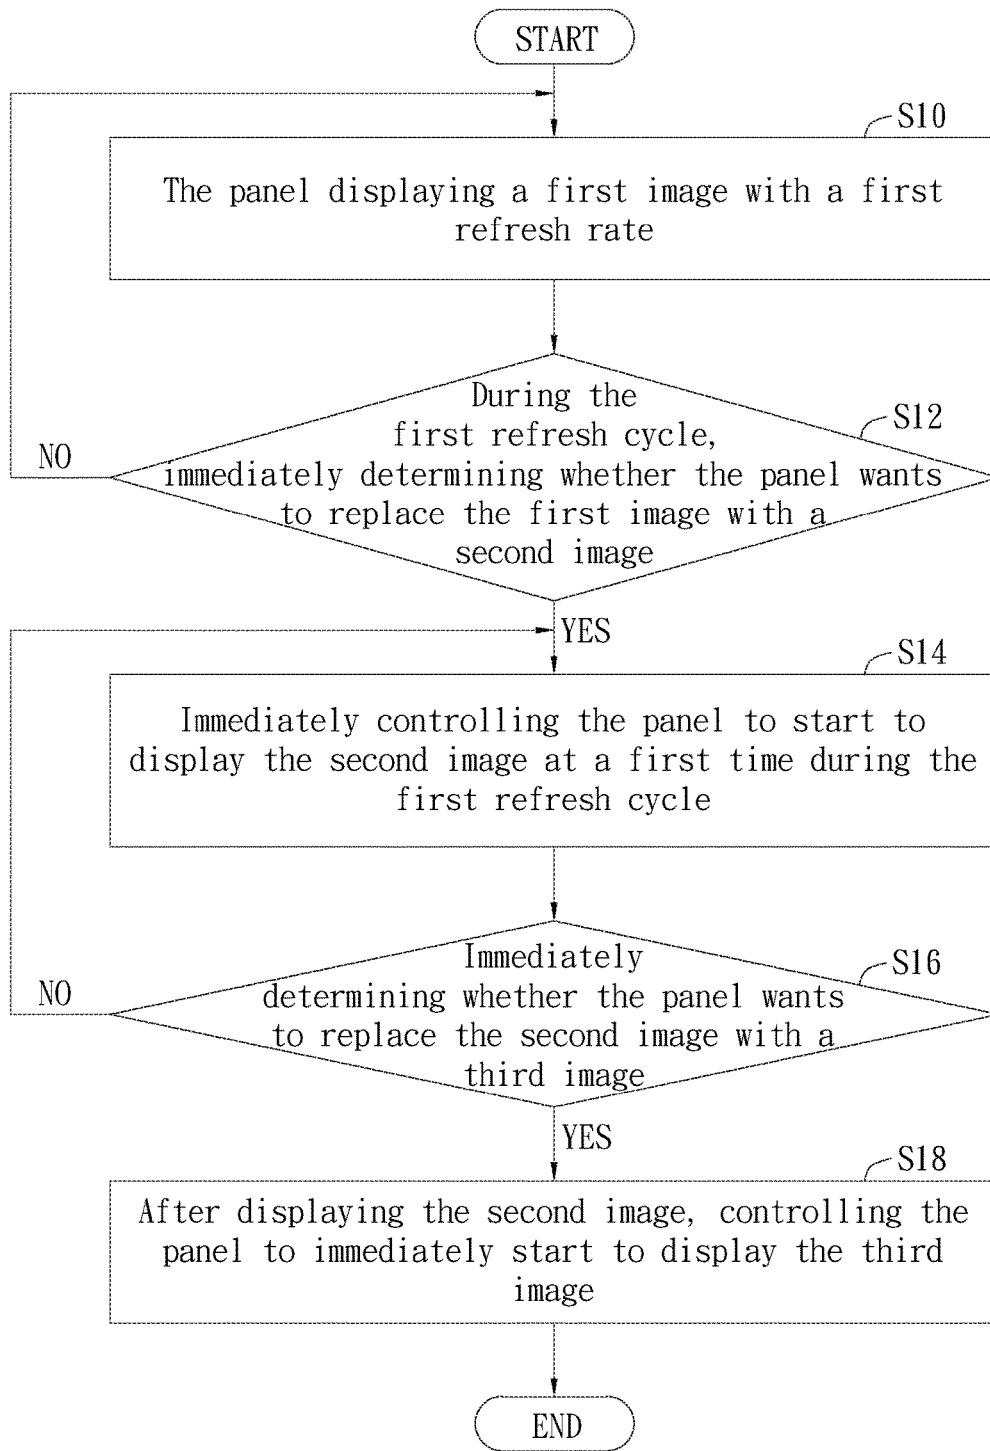 START
S10
The panel displaying a first image with a first
refresh rate
During the
first refresh cycle,
immediately determining whether the panel wants
to replace the first image with a
second image
S12
NO
YES
S14
Immediately controlling the panel to start to
display the second image at a first time during the
first refresh cycle
Immediately
determining whether the panel wants
to replace the second image with a
third image
S16
NO
YES
S18
After displaying the second image, controlling the
panel to immediately start to display the third
image
END